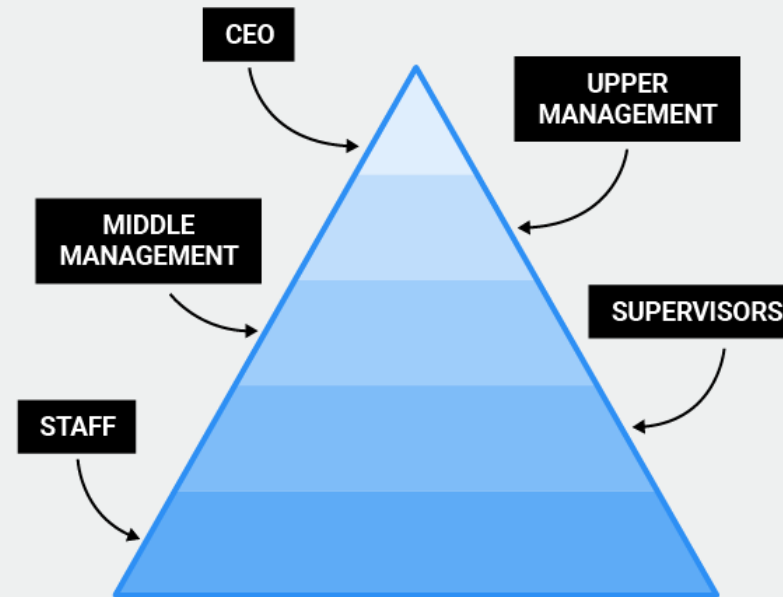 CEO
UPPER
MANAGEMENT
MIDDLE
MANAGEMENT
SUPERVISORS
STAFF